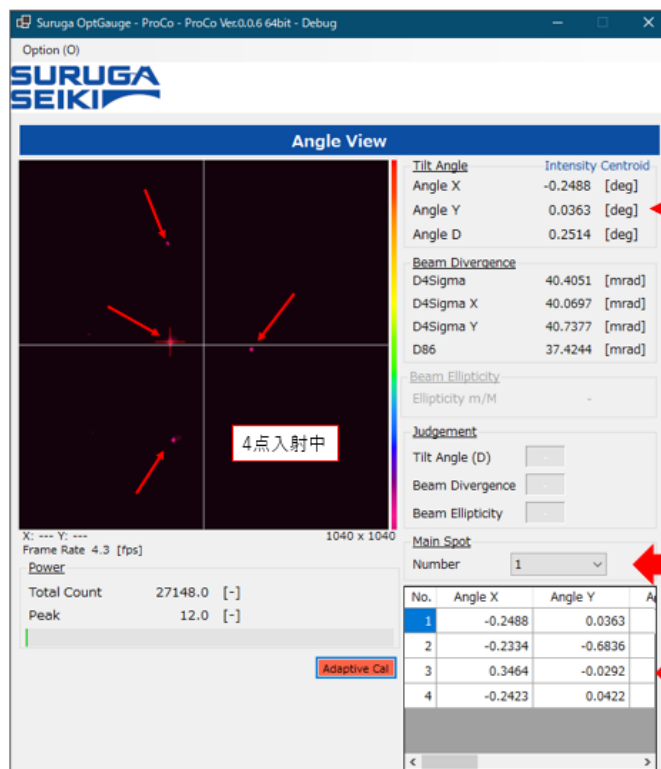 Suruga OptGauge - ProCo - ProCo Ver.0.0.6 64bit - Debug
Option (O)
SURUGA
SEIKI
Angle View
4点入射中
X: --- Y: --- 1040 x 1040
Frame Rate 4.3 [fps]
Power
Total Count 27148.0 [-]
Peak 12.0 [-]
Adaptive Cal
Tilt Angle Intensity Centroid
Angle X -0.2488 [deg]
Angle Y 0.0363 [deg]
Angle D 0.2514 [deg]
Beam Divergence
D4Sigma 40.4051 [mrad]
D4Sigma X 40.0697 [mrad]
D4Sigma Y 40.7377 [mrad]
D86 37.4244 [mrad]
Beam Ellipticity
Ellipticity m/M -
Judgement
Tilt Angle (D) -
Beam Divergence -
Beam Ellipticity -
Main Spot
Number 1
No. Angle X Angle Y
1 -0.2488 0.0363
2 -0.2334 -0.6836
3 0.3464 -0.0292
4 -0.2423 0.0422